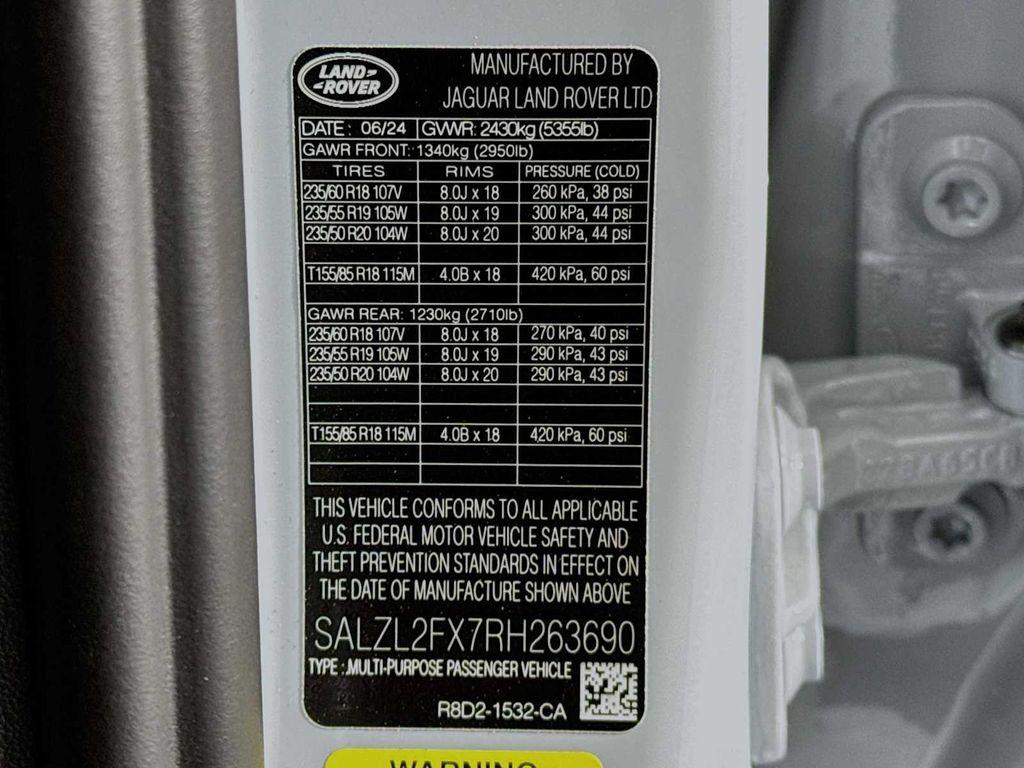 LAND-
-ROVER
MANUFACTURED BY
JAGUAR LAND ROVER LTD
DATE: 06/24 GVWR: 2430kg (5355lb)
GAWR FRONT: 1340kg (2950lb)
TIRES RIMS PRESSURE (COLD)
235/60 R18 107V 8.0J x 18 260 kPa, 38 psi
235/55 R19 105W 8.0J x 19 300 kPa, 44 psi
235/50 R20 104W 8.0J x 20 300 kPa, 44 psi
T155/85 R18 115M 4.0B x 18 420 kPa, 60 psi
GAWR REAR: 1230kg (2710lb)
235/60 R18 107V 8.0J x 18 270 kPa, 40 psi
235/55 R19 105W 8.0J x 19 290 kPa, 43 psi
235/50 R20 104W 8.0J x 20 290 kPa, 43 psi
T155/85 R18 115M 4.0B x 18 420 kPa, 60 psi
THIS VEHICLE CONFORMS TO ALL APPLICABLE
U.S. FEDERAL MOTOR VEHICLE SAFETY AND
THEFT PREVENTION STANDARDS IN EFFECT ON
THE DATE OF MANUFACTURE SHOWN ABOVE
SALZL2FX7RH263690
TYPE :.MULTI-PURPOSE PASSENGER VEHICLE
R8D2-1532-CA
WARNING